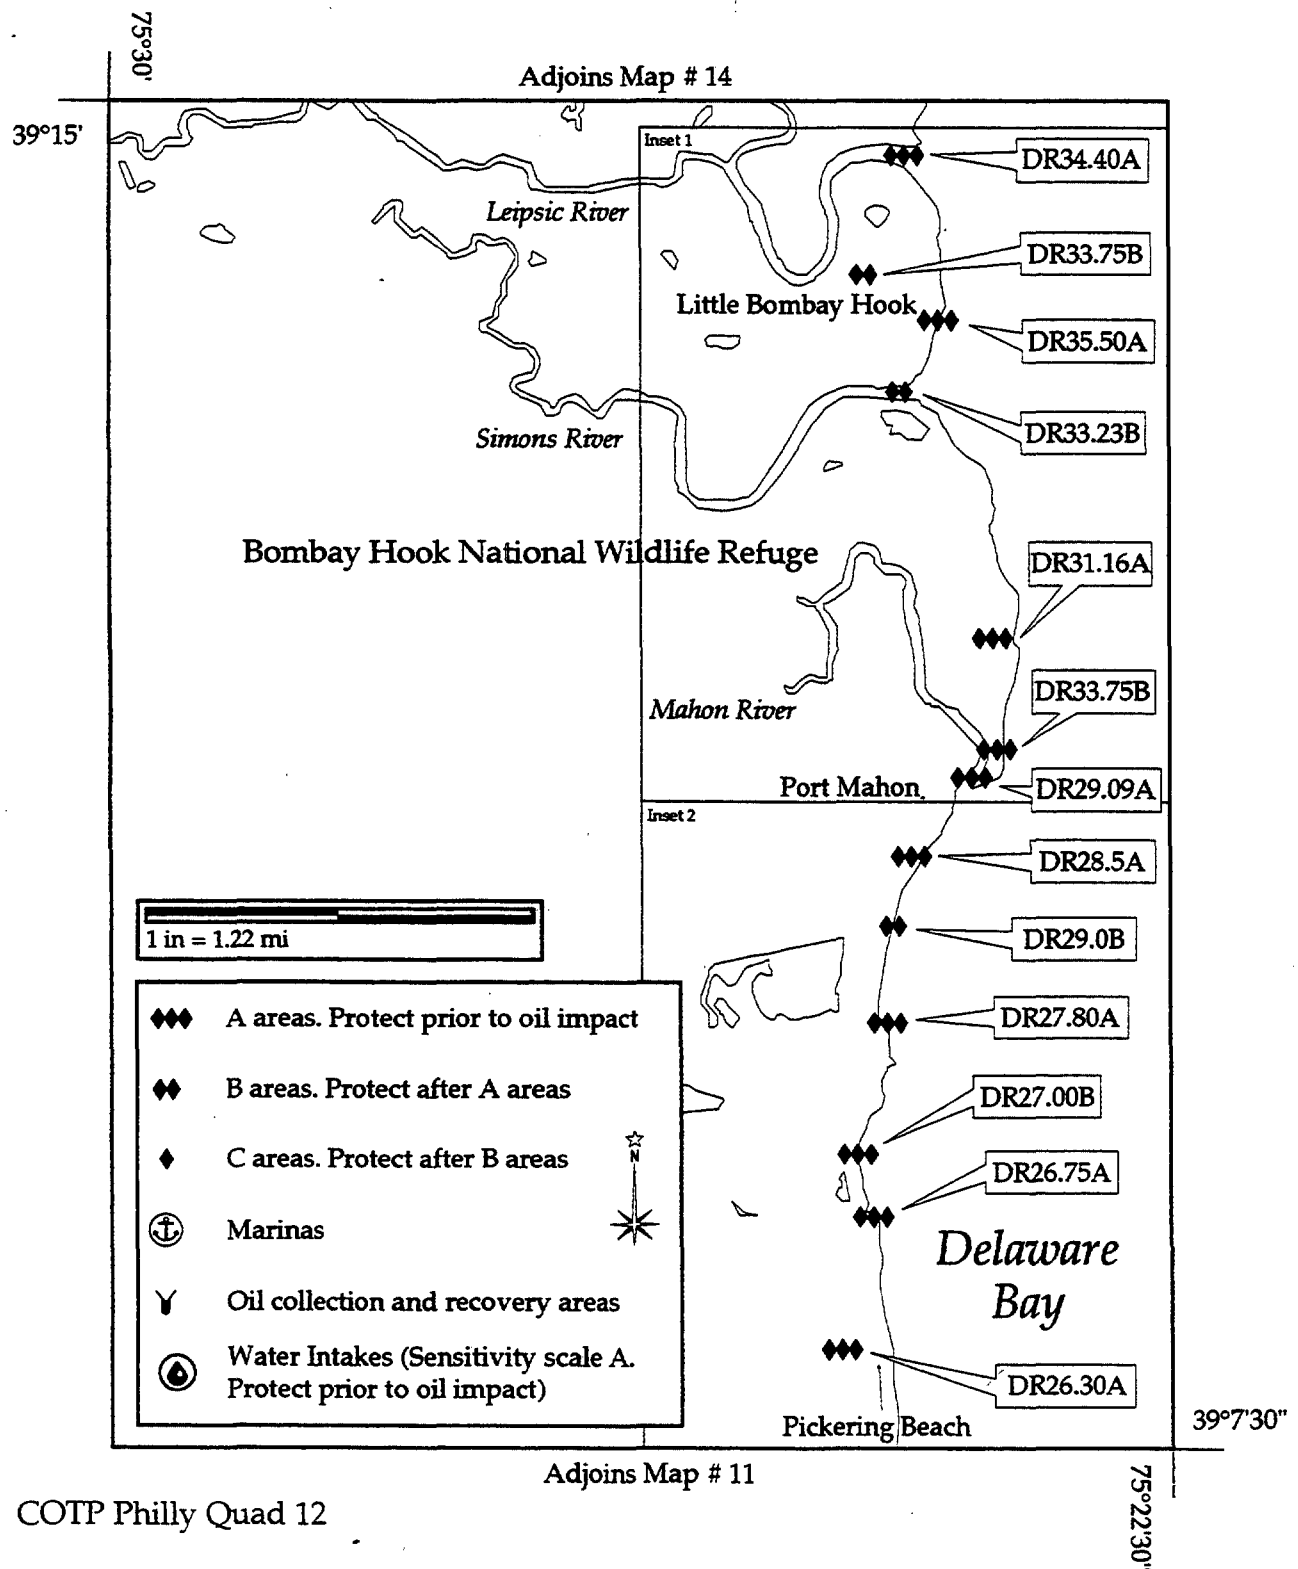 75°30'
Adjoins Map # 14
39°15'
Inset 1
DR34.40A
Leipsic River
DR33.75B
Little Bombay Hook
DR35.50A
DR33.23B
Simons River
Bombay Hook National Wildlife Refuge
DR31.16A
DR33.75B
Mahon River
Port Mahon
DR29.09A
Inset 2
DR28.5A
1 in = 1.22 mi
DR29.0B
A areas. Protect prior to oil impact
DR27.80A
B areas. Protect after A areas
DR27.00B
C areas. Protect after B areas
N
DR26.75A
Marinas
Delaware
Bay
Oil collection and recovery areas
Water Intakes (Sensitivity scale A.
Protect prior to oil impact)
DR26.30A
Pickering Beach
39°7'30"
Adjoins Map # 11
75°22'30"
COTP Philly Quad 12